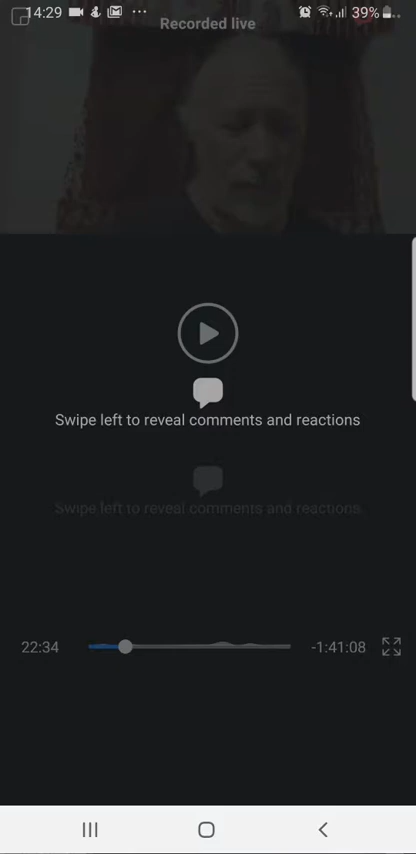 14:29
39%
Recorded live
Swipe left to reveal comments and reactions
Swipe left to reveal comments and reactions
22:34
-1:41:08